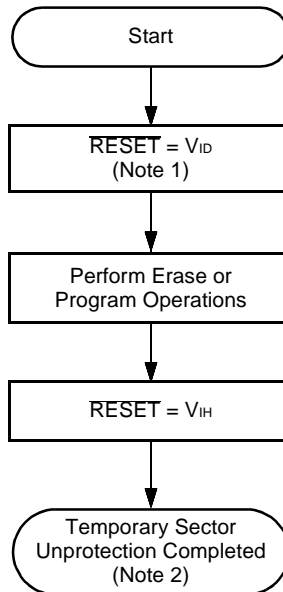 Start
RESET = VID
(Note 1)
Perform Erase or
Program Operations
RESET = VIH
Temporary Sector
Unprotection Completed
(Note 2)